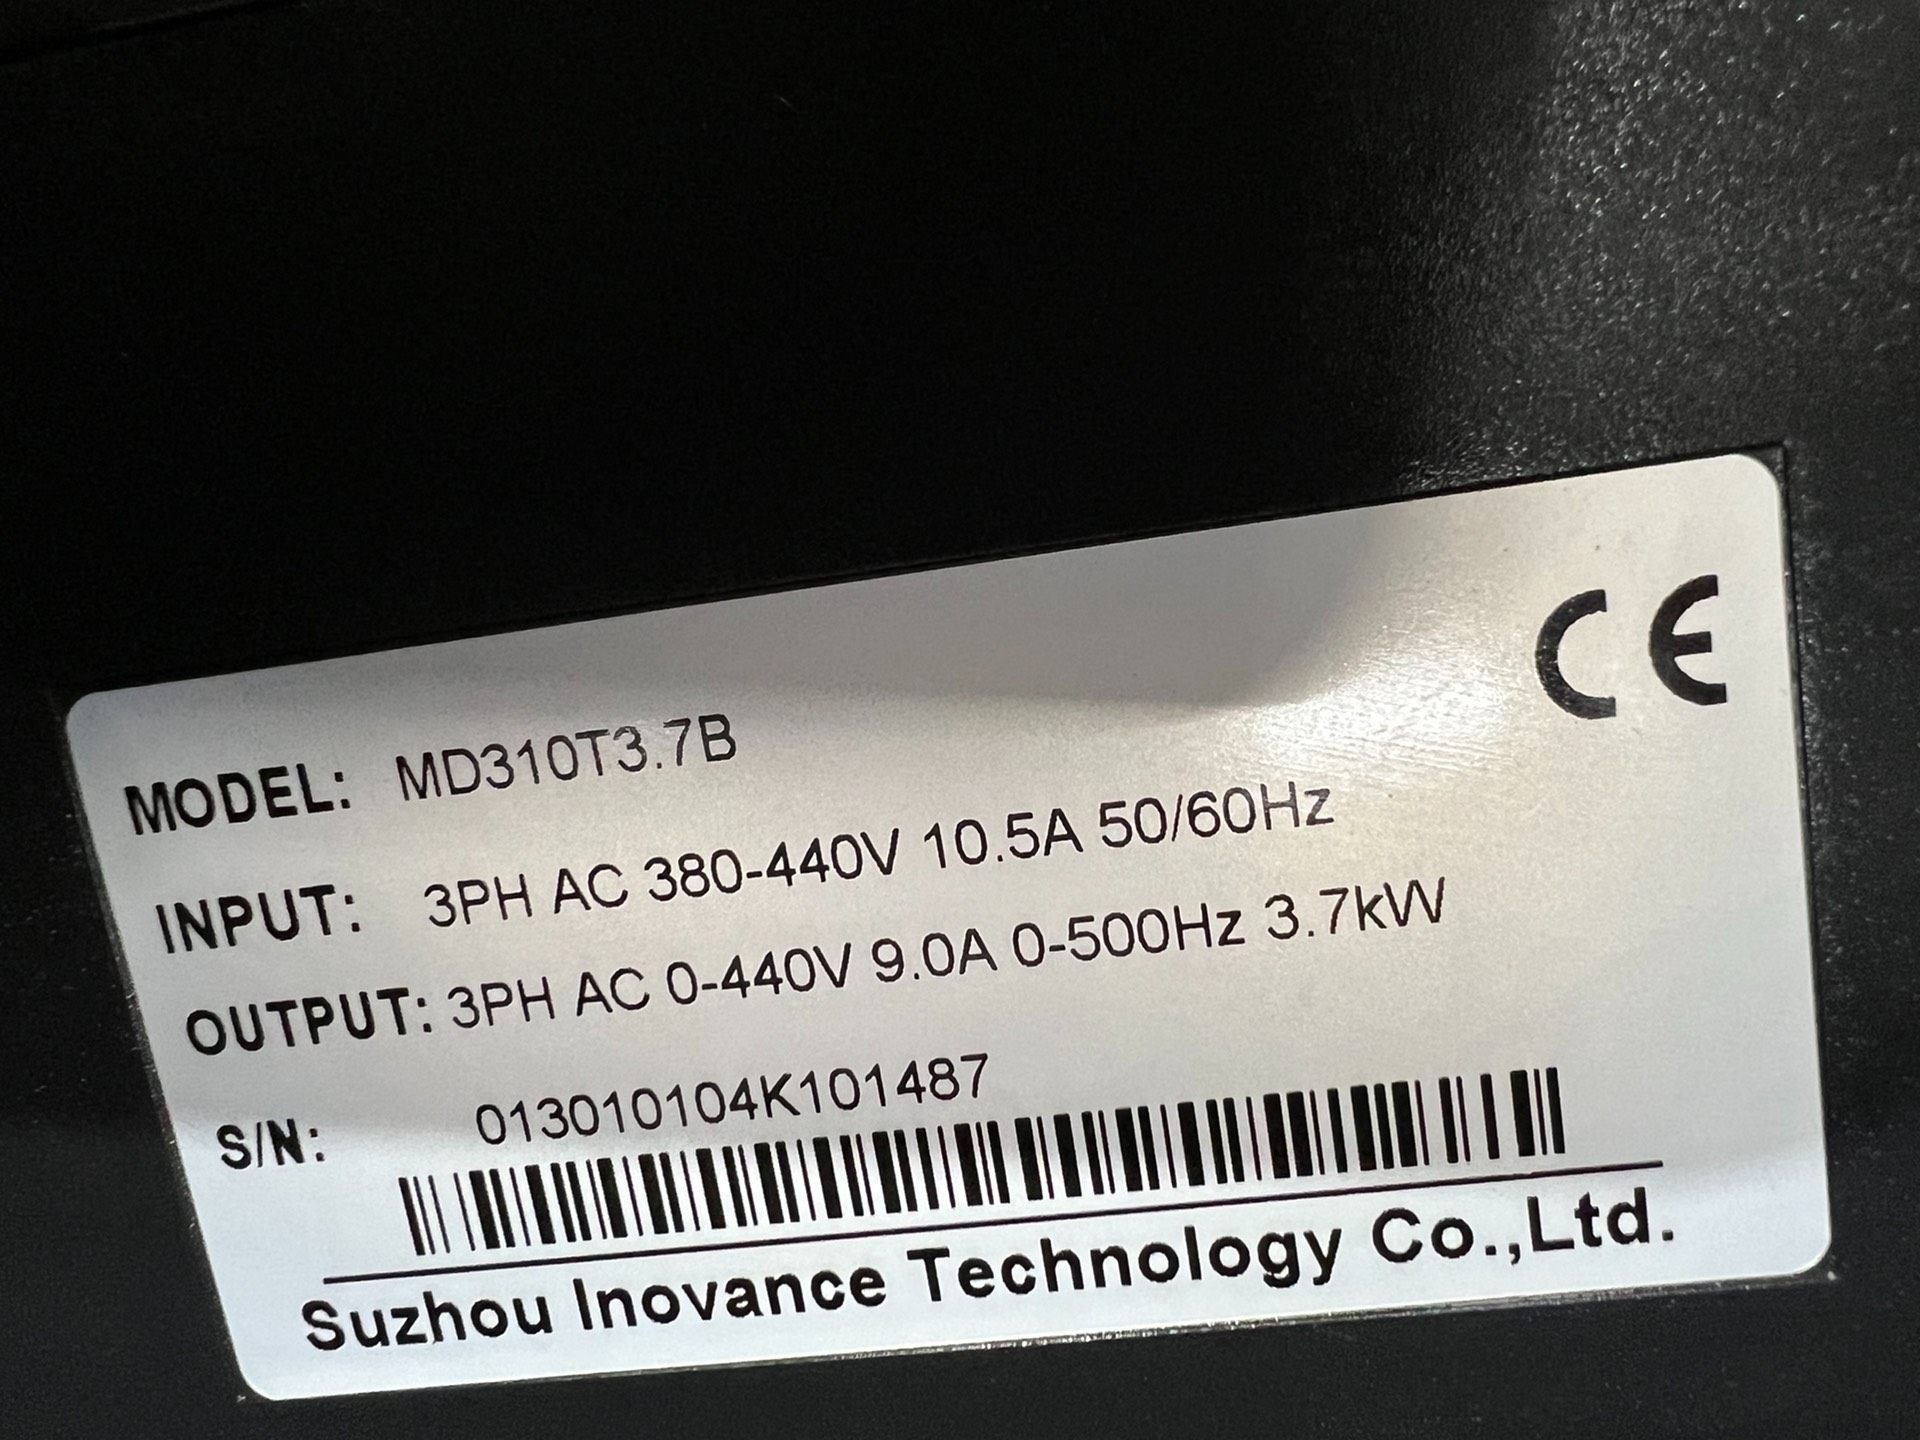 CE
MODEL: MD310T3.7B
INPUT: 3PH AC 380-440V 10.5A 50/60Hz
OUTPUT: 3PH AC 0-440V 9.0A 0-500Hz 3.7kW
S/N: 013010104K101487
Suzhou Inovance Technology Co.,Ltd.